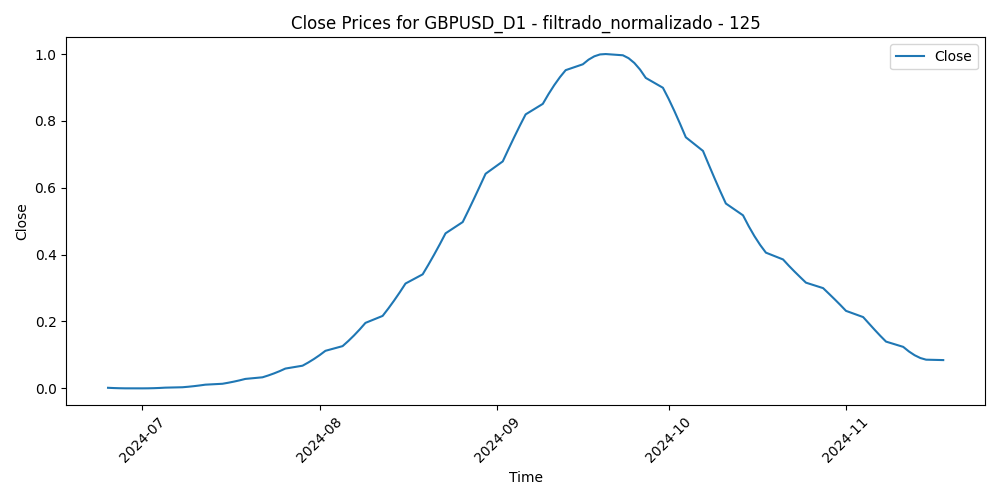 Close Prices for GBPUSD_D1 - filtrado_normalizado - 125
Close
1.0
0.8
0.6
0.4
0.2
0.0
Close
2024-07
2024-08
2024-09
2024-10
2024-11
Time